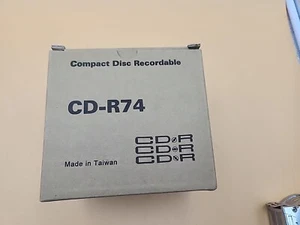 Compact Disc Recordable
CD-R74
CD-R
CD-R
Made in Taiwan
CD-R